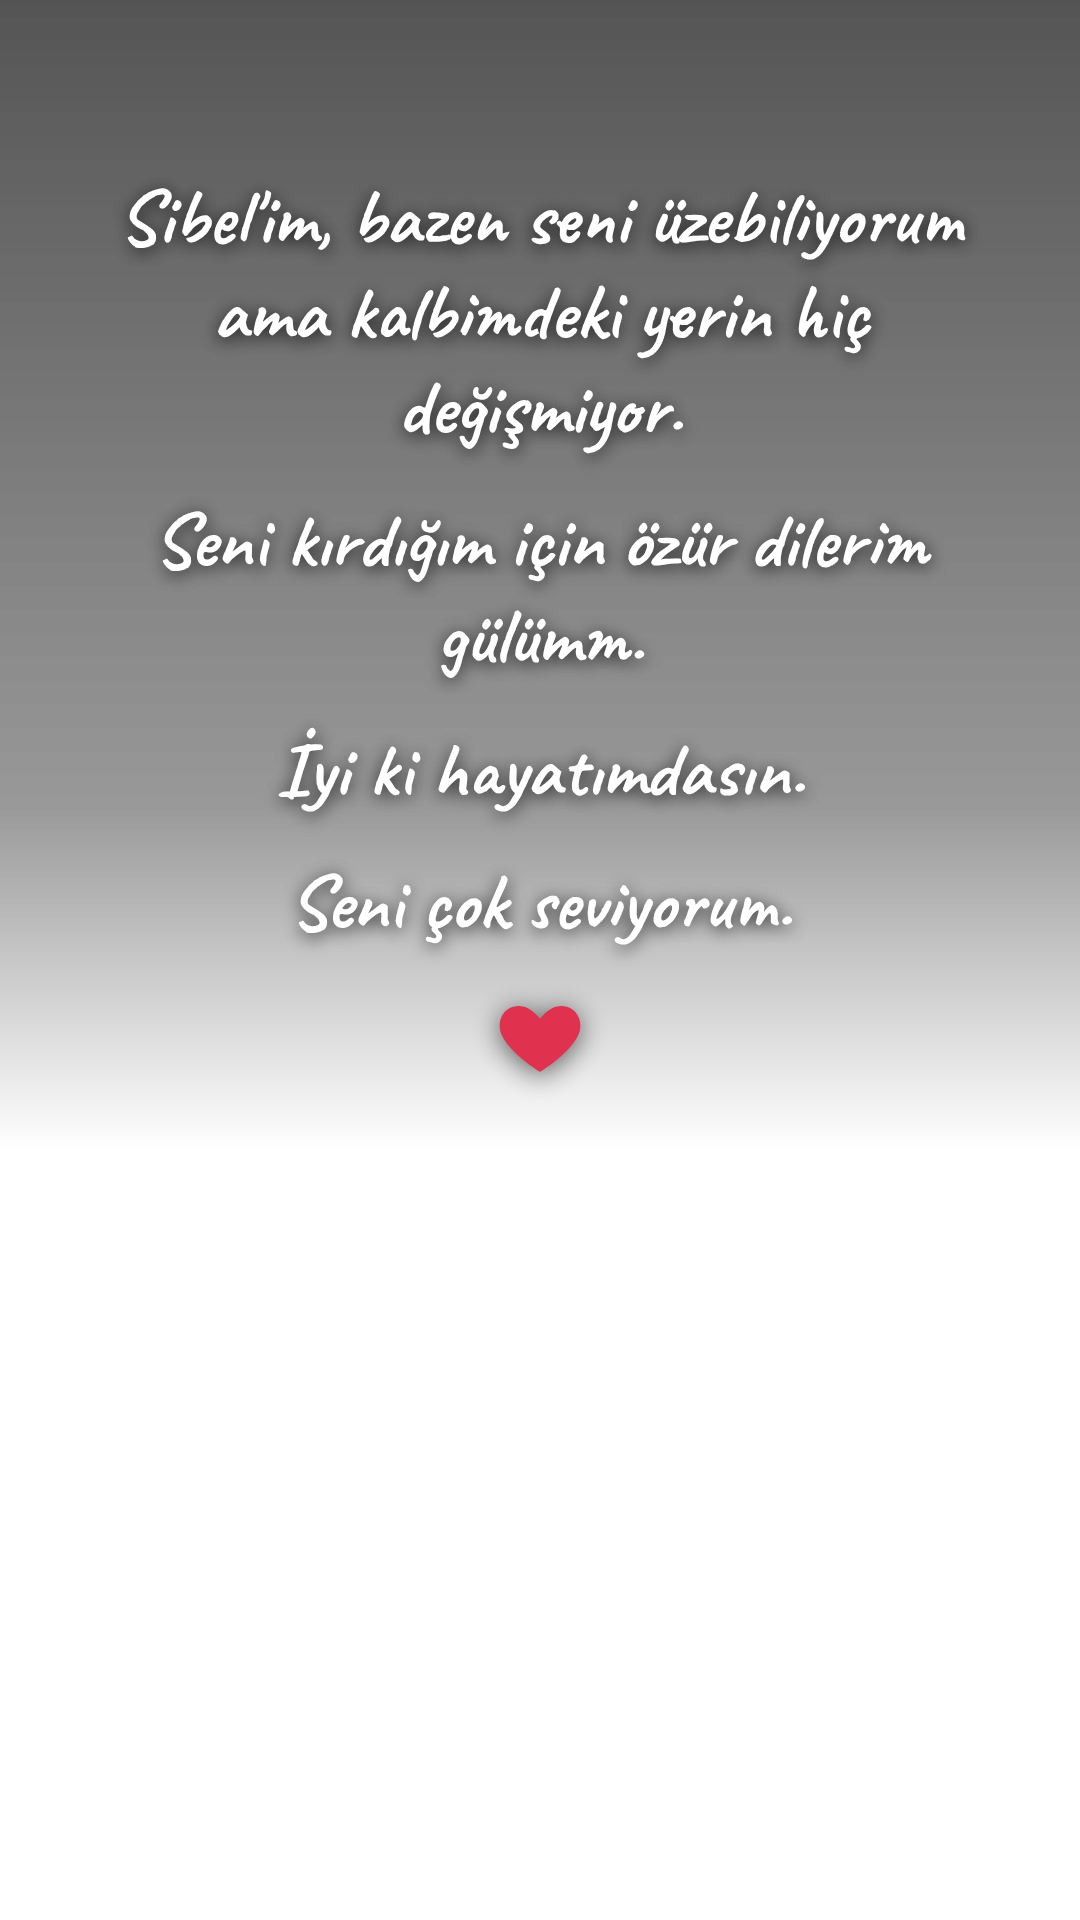 Sibel'im, bazen seni üzebiliyorum
ama kalbimdeki yerin hiç
değişmiyor.
Seni kırdığım için özür dilerim
gülümm.
İyi ki hayatımdasın.
Seni çok seviyorum.